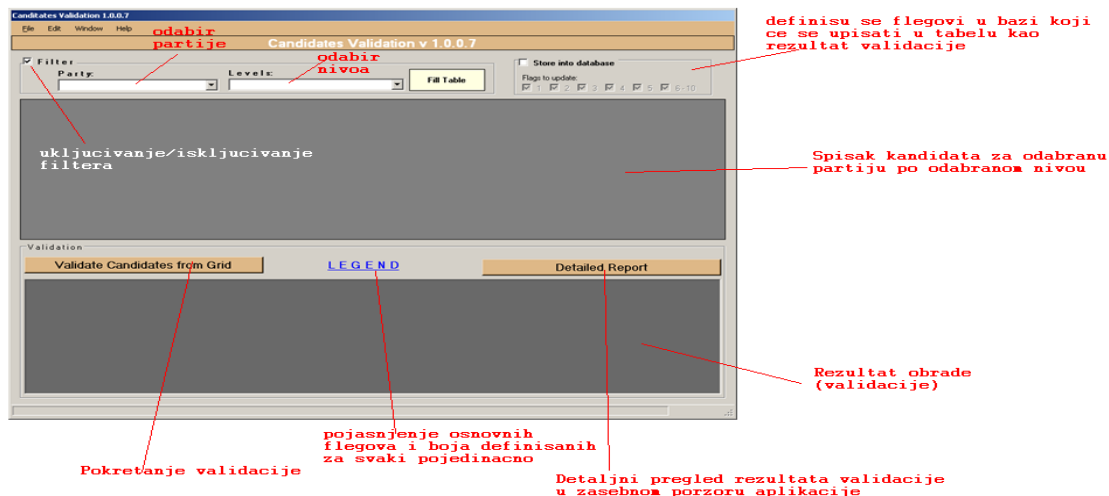 Canditates Validation 1.0.0.7
File Edit Window Help
odabir
partije
Candidates Validation v 1.0.0.7
Filter
Party:
Levels:
odabir
nivoa
Fill Table
Store into database
Flags to update:
1 2 3 4 5 6-10
definisu se flegovi u bazi koji
ce se upisati u tabelu kao
rezultat validacije
ukljucivanje/iskljucivanje
filtera
Spisak kandidata za odabranu
partiju po odabranom nivou
Validation
Validate Candidates from Grid
LEGEND
Detailed Report
Rezultat obrade
(validacije)
pojasnjenje osnovnih
flegova i boja definisanih
za svaki pojedinacno
Pokretanje validacije
Detaljni pregled rezultata validacije
u zasebnom porzoru aplikacije